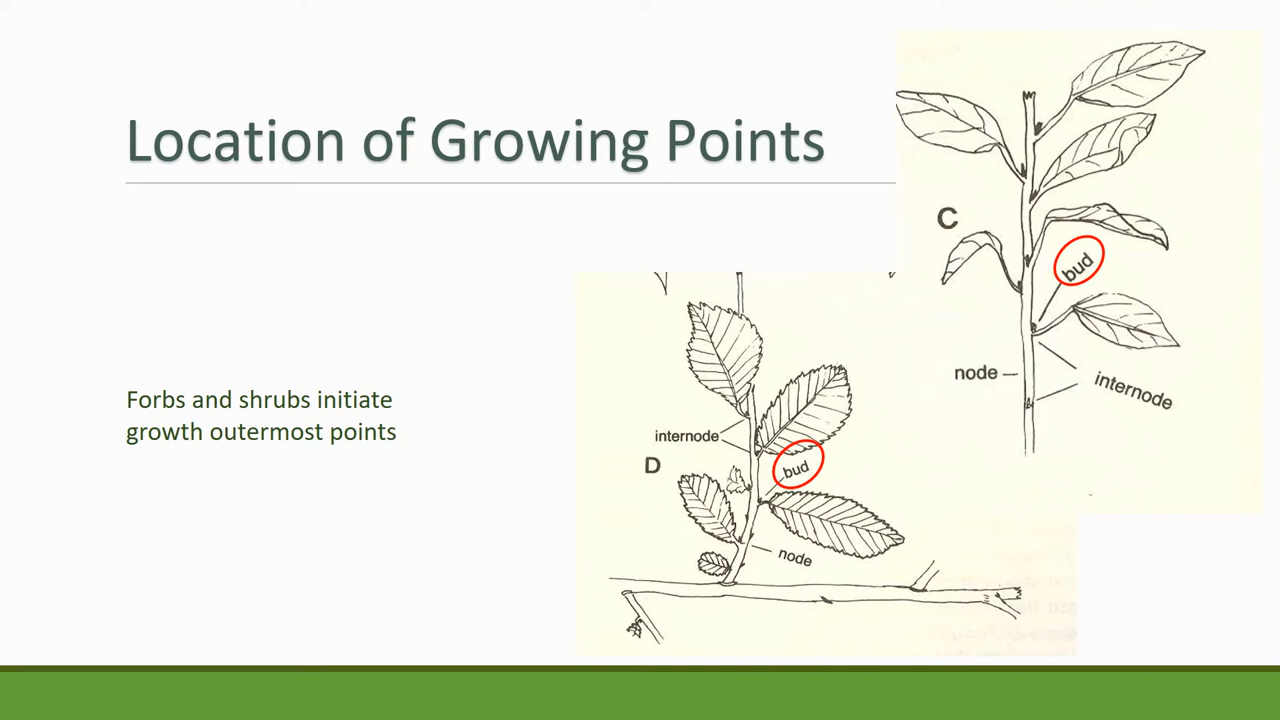 Location of Growing Points
Forbs and shrubs initiate
growth outermost points
C
bud
node
internode
internode
D
bud
node